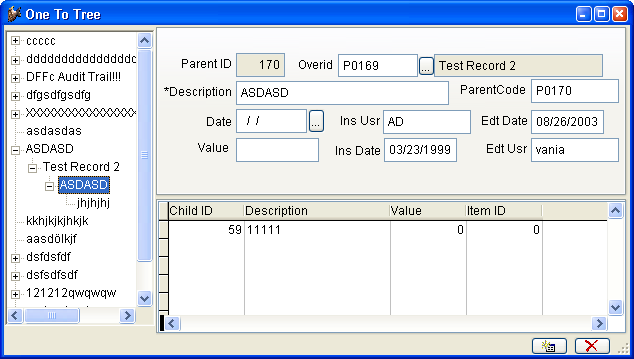 One To Tree
ccccc
DFFc Audit Trail!!!
dfgsdfgsdfg
asdasdas
ASDASD
Test Record 2
ASDASD
jhjhjhj
kkhjkjkjhkjk
aasdölkjf
dsfdsfdf
dsfsdfsdf
121212qwqwqw
Parent ID 170 Overid P0169 ... Test Record 2
*Description ASDASD ParentCode P0170
Date / / ... Ins Usr AD Edt Date 08/26/2003
Value Ins Date 03/23/1999 Edt Usr vania
Child ID Description Value Item ID
59 11111 0 0